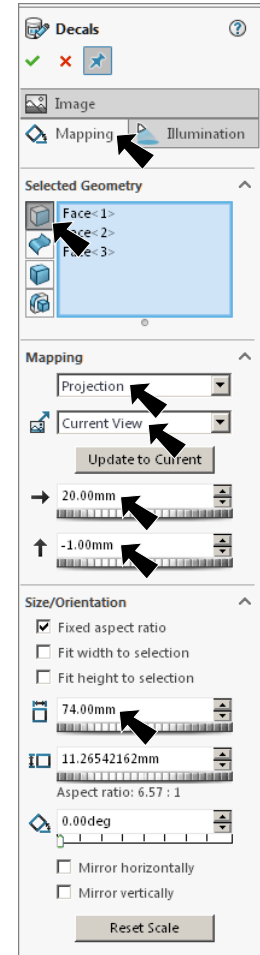 Decals
?
Image
Mapping Illumination
Selected Geometry
Face<1>
Face<2>
Face<3>
Mapping
Projection
Current View
Update to Current
20.00mm
-1.00mm
Size/Orientation
Fixed aspect ratio
Fit width to selection
Fit height to selection
74.00mm
11.26542162mm
Aspect ratio: 6.57 : 1
0.00deg
Mirror horizontally
Mirror vertically
Reset Scale